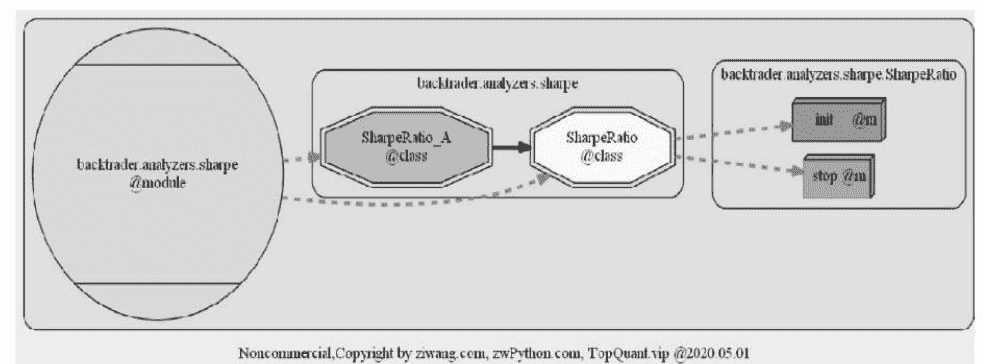 backtrader.analyzers.sharpe
@module
backtrader.analyzers.sharpe
SharpeRatio_A
@class
SharpeRatio
@class
backtrader.analyzers.sharpe.SharpeRatio
init @m
stop @m
Noncommercial,Copyright by ziwang.com, zwPython.com, TopQuant.vip @2020.05.01